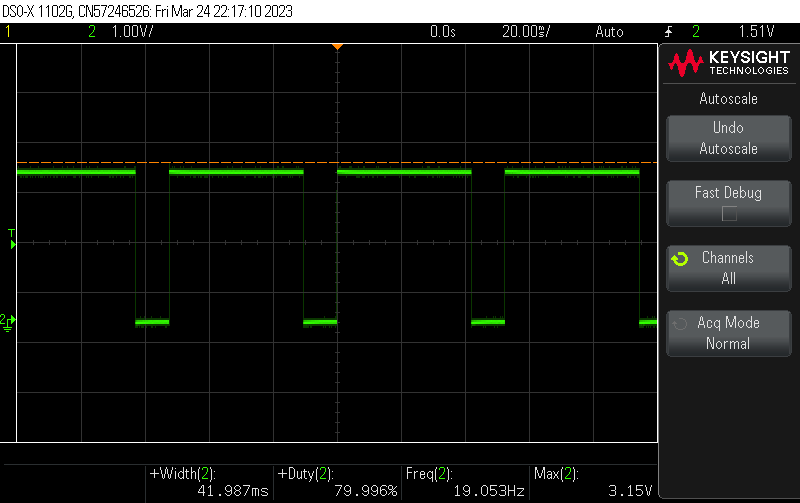 DSO-X 1102G, CN57246526: Fri Mar 24 22:17:10 2023
1 2 1.00V/ 0.0s 20.00ms/ Auto 2 1.51V
KEYSIGHT
TECHNOLOGIES
Autoscale
Undo
Autoscale
Fast Debug
Channels
All
Acq Mode
Normal
T
2
+Width(2): +Duty(2): Freq(2): Max(2):
41.987ms 79.996% 19.053Hz 3.15V